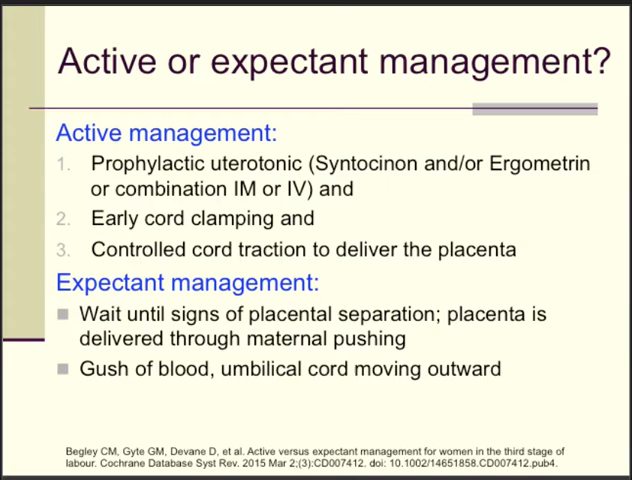 Active or expectant management?
Active management:
1. Prophylactic uterotonic (Syntocinon and/or Ergometrin
or combination IM or IV) and
2. Early cord clamping and
3. Controlled cord traction to deliver the placenta
Expectant management:
Wait until signs of placental separation; placenta is
delivered through maternal pushing
Gush of blood, umbilical cord moving outward
Begley CM, Gyte GM, Devane D, et al. Active versus expectant management for women in the third stage of
labour. Cochrane Database Syst Rev. 2015 Mar 2;(3):CD007412. doi: 10.1002/14651858.CD007412.pub4.